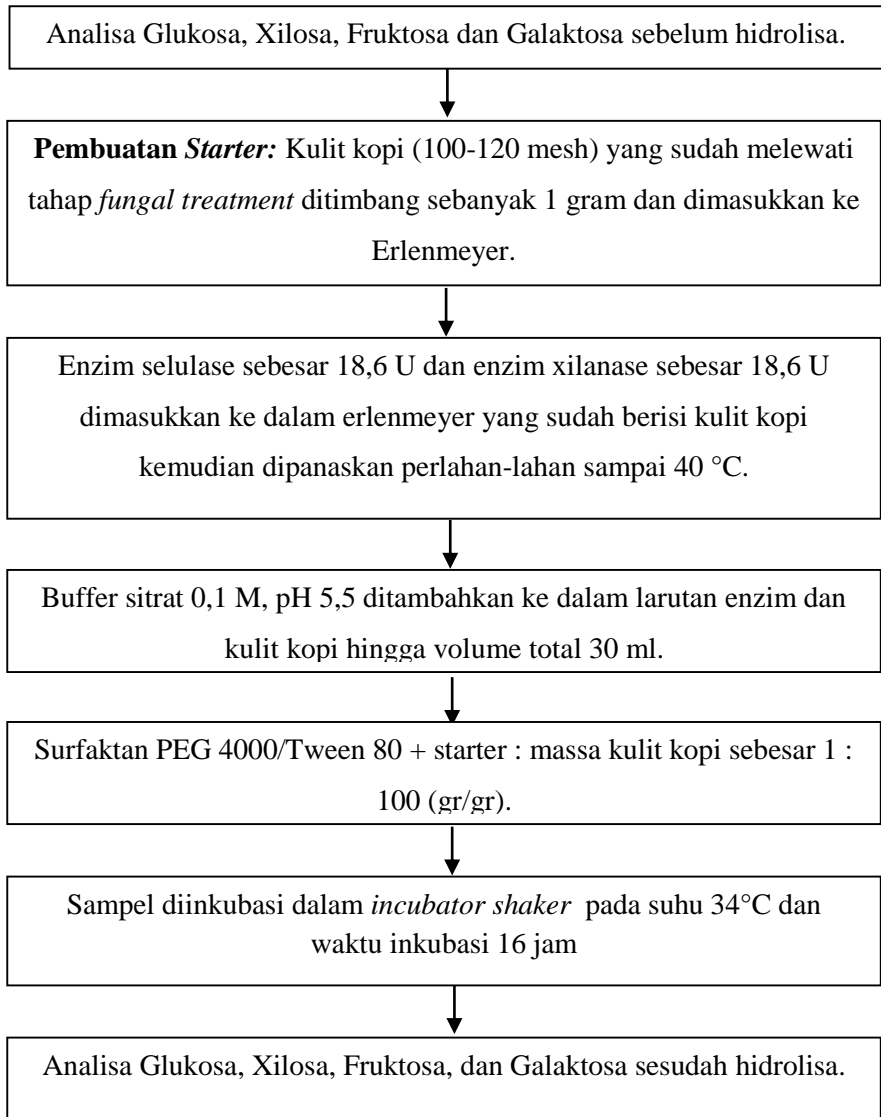 Analisa Glukosa, Xilosa, Fruktosa dan Galaktosa sebelum hidrolisa.
Pembuatan Starter: Kulit kopi (100-120 mesh) yang sudah melewati
tahap fungal treatment ditimbang sebanyak 1 gram dan dimasukkan ke
Erlenmeyer.
Enzim selulase sebesar 18,6 U dan enzim xilanase sebesar 18,6 U
dimasukkan ke dalam erlenmeyer yang sudah berisi kulit kopi
kemudian dipanaskan perlahan-lahan sampai 40 °C.
Buffer sitrat 0,1 M, pH 5,5 ditambahkan ke dalam larutan enzim dan
kulit kopi hingga volume total 30 ml.
Surfaktan PEG 4000/Tween 80 + starter : massa kulit kopi sebesar 1 :
100 (gr/gr).
Sampel diinkubasi dalam incubator shaker pada suhu 34°C dan
waktu inkubasi 16 jam
Analisa Glukosa, Xilosa, Fruktosa, dan Galaktosa sesudah hidrolisa.